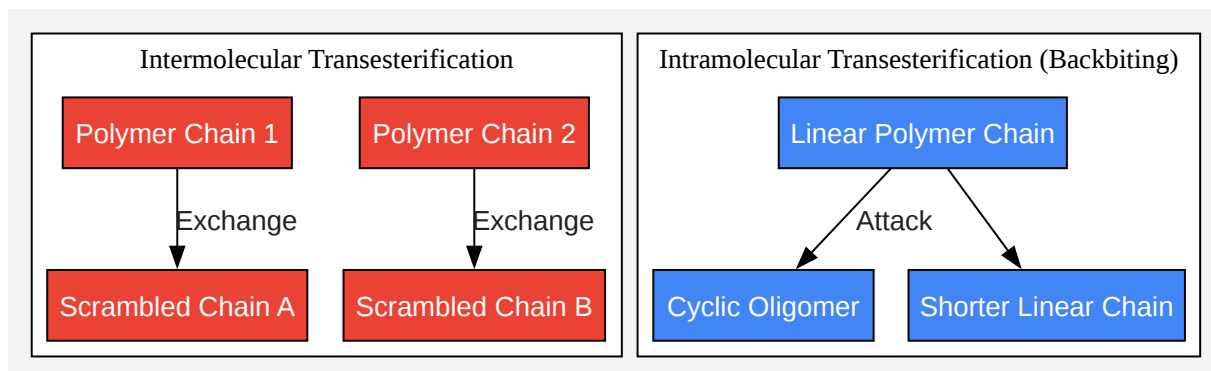 Intermolecular Transesterification
Polymer Chain 1
Polymer Chain 2
Exchange
Exchange
Scrambled Chain A
Scrambled Chain B
Intramolecular Transesterification (Backbiting)
Linear Polymer Chain
Attack
Cyclic Oligomer
Shorter Linear Chain